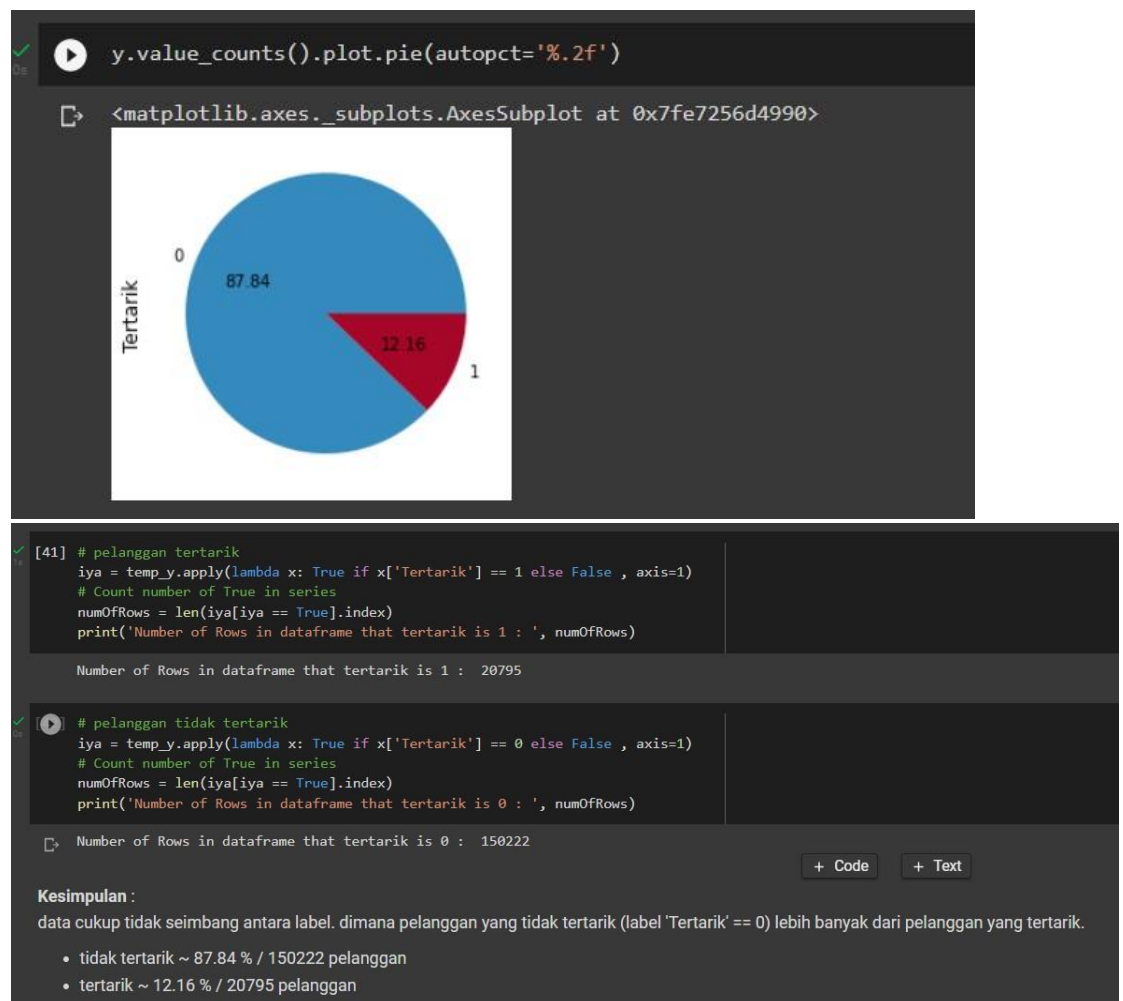 y.value_counts().plot.pie(autopct='%.2f')
0s
<matplotlib.axes._subplots.AxesSubplot at 0x7fe7256d4990>
0
87.84
Tertarik
12.16
1
[41] # pelanggan tertarik
1s
iya = temp_y.apply(lambda x: True if x['Tertarik'] == 1 else False , axis=1)
# Count number of True in series
numOfRows = len(iya[iya == True].index)
print('Number of Rows in dataframe that tertarik is 1 : ', numOfRows)
Number of Rows in dataframe that tertarik is 1 :  20795
# pelanggan tidak tertarik
0s
iya = temp_y.apply(lambda x: True if x['Tertarik'] == 0 else False , axis=1)
# Count number of True in series
numOfRows = len(iya[iya == True].index)
print('Number of Rows in dataframe that tertarik is 0 : ', numOfRows)
Number of Rows in dataframe that tertarik is 0 :  150222
+ Code + Text
Kesimpulan :
data cukup tidak seimbang antara label. dimana pelanggan yang tidak tertarik (label 'Tertarik' == 0) lebih banyak dari pelanggan yang tertarik.
• tidak tertarik ~ 87.84 % / 150222 pelanggan
• tertarik ~ 12.16 % / 20795 pelanggan